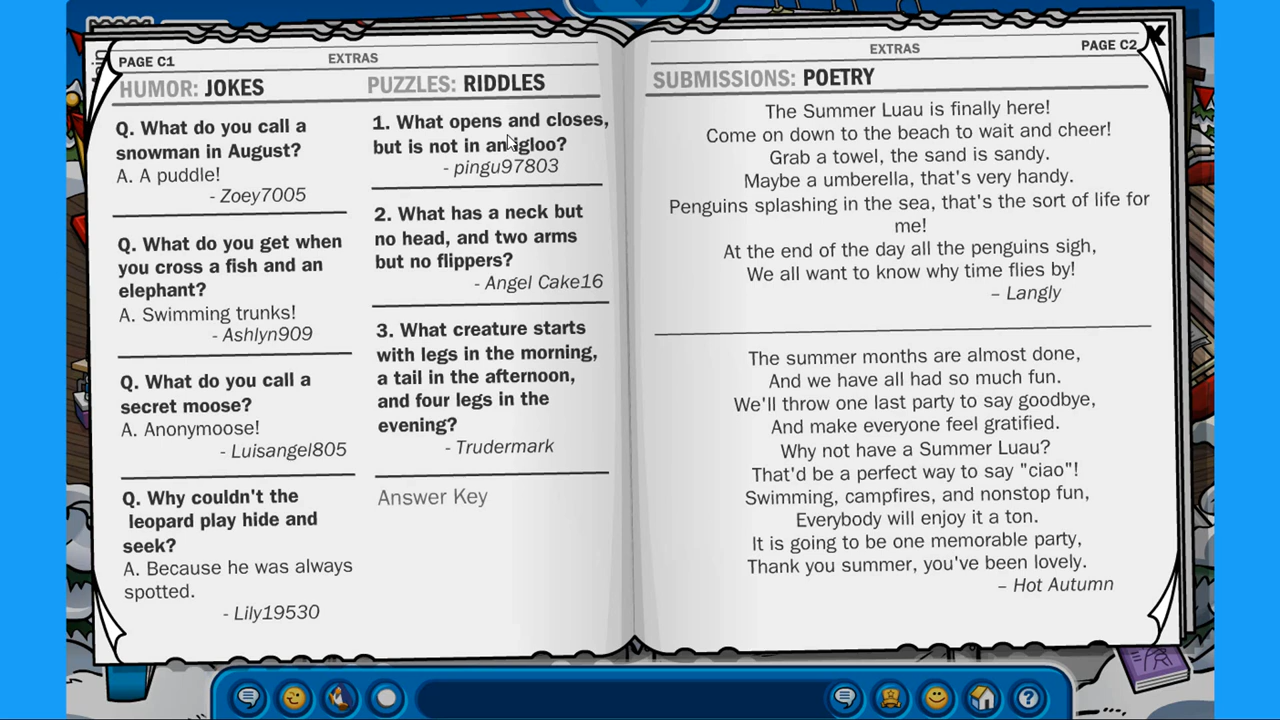 PAGE C1
EXTRAS
HUMOR: JOKES
Q. What do you call a
snowman in August?
A. A puddle!
- Zoey7005
Q. What do you get when
you cross a fish and an
elephant?
A. Swimming trunks!
- Ashlyn909
Q. What do you call a
secret moose?
A. Anonymoose!
- Luisangel805
Q. Why couldn't the
leopard play hide and
seek?
A. Because he was always
spotted.
- Lily19530
PUZZLES: RIDDLES
1. What opens and closes,
but is not in an igloo?
- pingu97803
2. What has a neck but
no head, and two arms
but no flippers?
- Angel Cake16
3. What creature starts
with legs in the morning,
a tail in the afternoon,
and four legs in the
evening?
- Trudermark
Answer Key
EXTRAS
PAGE C2
SUBMISSIONS: POETRY
The Summer Luau is finally here!
Come on down to the beach to wait and cheer!
Grab a towel, the sand is sandy.
Maybe a umberella, that's very handy.
Penguins splashing in the sea, that's the sort of life for
me!
At the end of the day all the penguins sigh,
We all want to know why time flies by!
– Langly
The summer months are almost done,
And we have all had so much fun.
We'll throw one last party to say goodbye,
And make everyone feel gratified.
Why not have a Summer Luau?
That'd be a perfect way to say "ciao"!
Swimming, campfires, and nonstop fun,
Everybody will enjoy it a ton.
It is going to be one memorable party,
Thank you summer, you've been lovely.
– Hot Autumn